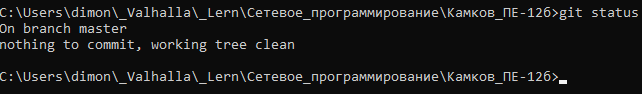 C:\Users\dimon\_Valhalla\_Lern\Сетевое_программирование\Камков_ПЕ-126>git status
On branch master
nothing to commit, working tree clean
C:\Users\dimon\_Valhalla\_Lern\Сетевое_программирование\Камков_ПЕ-126>